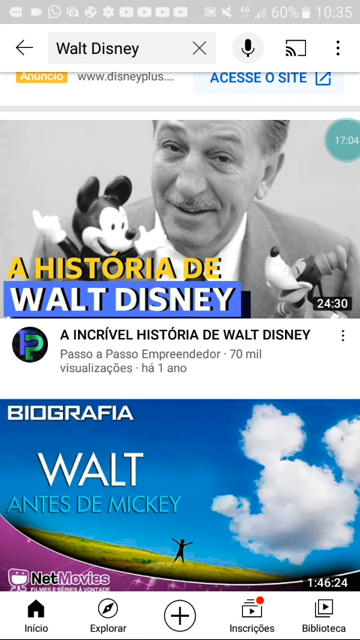 4G 60% 10:35
Walt Disney
Anúncio www.disneyplus.... ACESSE O SITE
17:04
A HISTÓRIA DE
WALT DISNEY
24:30
A INCRÍVEL HISTÓRIA DE WALT DISNEY
Passo a Passo Empreendedor · 70 mil
visualizações · há 1 ano
BIOGRAFIA
WALT
ANTES DE MICKEY
NetMovies
FILMES E SÉRIES À VONTADE
1:46:24
Início Explorar Inscrições Biblioteca